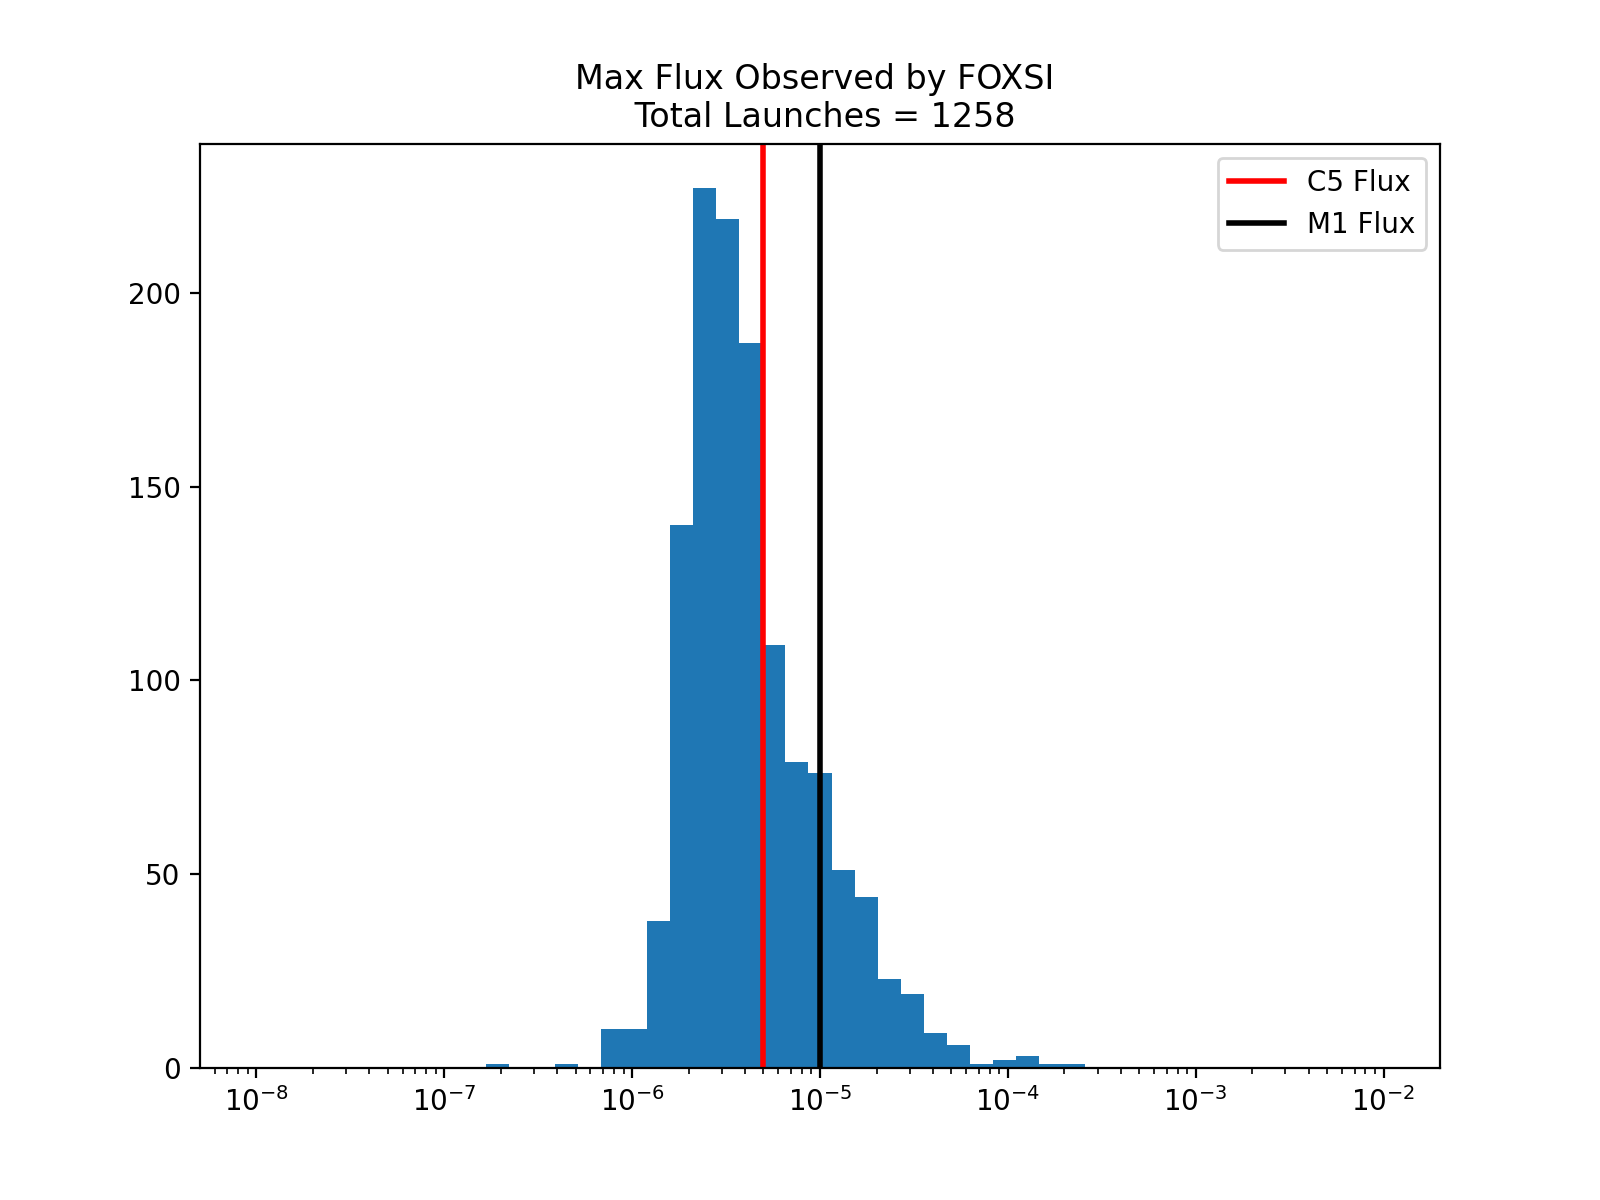 Max Flux Observed by FOXSI
Total Launches = 1258
C5 Flux
M1 Flux
200
150
100
50
0
10⁻⁸ 10⁻⁷ 10⁻⁶ 10⁻⁵ 10⁻⁴ 10⁻³ 10⁻²